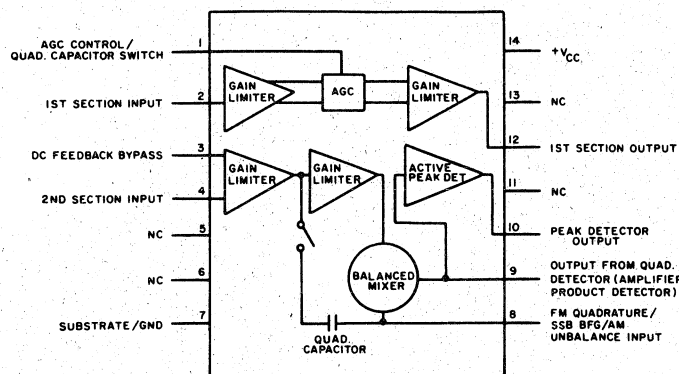 AGC CONTROL/
QUAD. CAPACITOR SWITCH
1
1ST SECTION INPUT
2
DC FEEDBACK BYPASS
3
2ND SECTION INPUT
4
NC
5
NC
6
SUBSTRATE/GND
7
GAIN
LIMITER
AGC
GAIN
LIMITER
GAIN
LIMITER
GAIN
LIMITER
ACTIVE
PEAK DET.
BALANCED
MIXER
QUAD.
CAPACITOR
14
+VCC
13
NC
12
1ST SECTION OUTPUT
11
NC
10
PEAK DETECTOR
OUTPUT
9
OUTPUT FROM QUAD.
DETECTOR (AMPLIFIER
PRODUCT DETECTOR)
8
FM QUADRATURE/
SSB BFG/AM
UNBALANCE INPUT